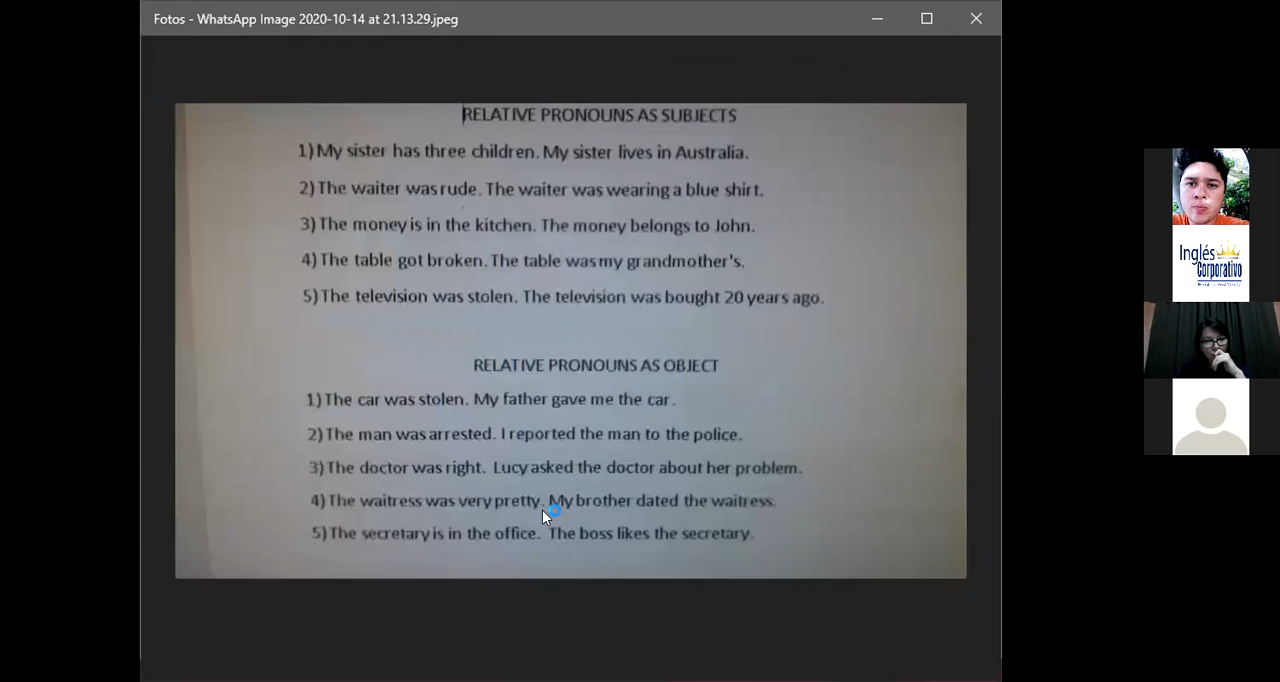 Fotos - WhatsApp Image 2020-10-14 at 21.13.29.jpeg
RELATIVE PRONOUNS AS SUBJECTS
1) My sister has three children. My sister lives in Australia.
2) The waiter was rude. The waiter was wearing a blue shirt.
3) The money is in the kitchen. The money belongs to John.
4) The table got broken. The table was my grandmother's.
5) The television was stolen. The television was bought 20 years ago.
RELATIVE PRONOUNS AS OBJECT
1) The car was stolen. My father gave me the car.
2) The man was arrested. I reported the man to the police.
3) The doctor was right. Lucy asked the doctor about her problem.
4) The waitress was very pretty. My brother dated the waitress.
5) The secretary is in the office. The boss likes the secretary.
Inglés
Corporativo